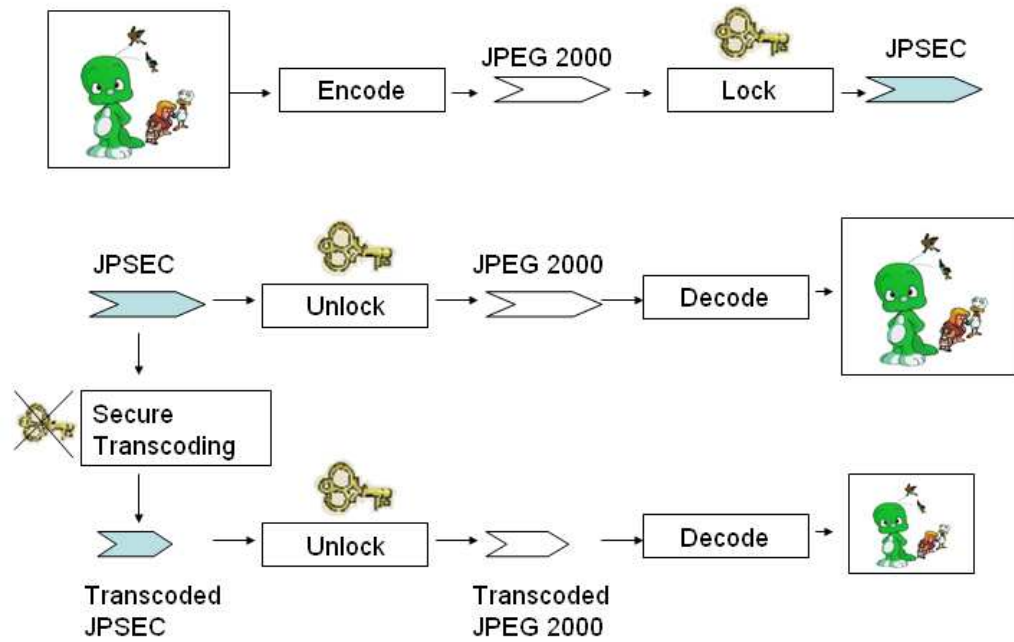 JPEG 2000
JPSEC
Encode
Lock
JPSEC
JPEG 2000
Unlock
Decode
Secure
Transcoding
Unlock
Decode
Transcoded
JPSEC
Transcoded
JPEG 2000